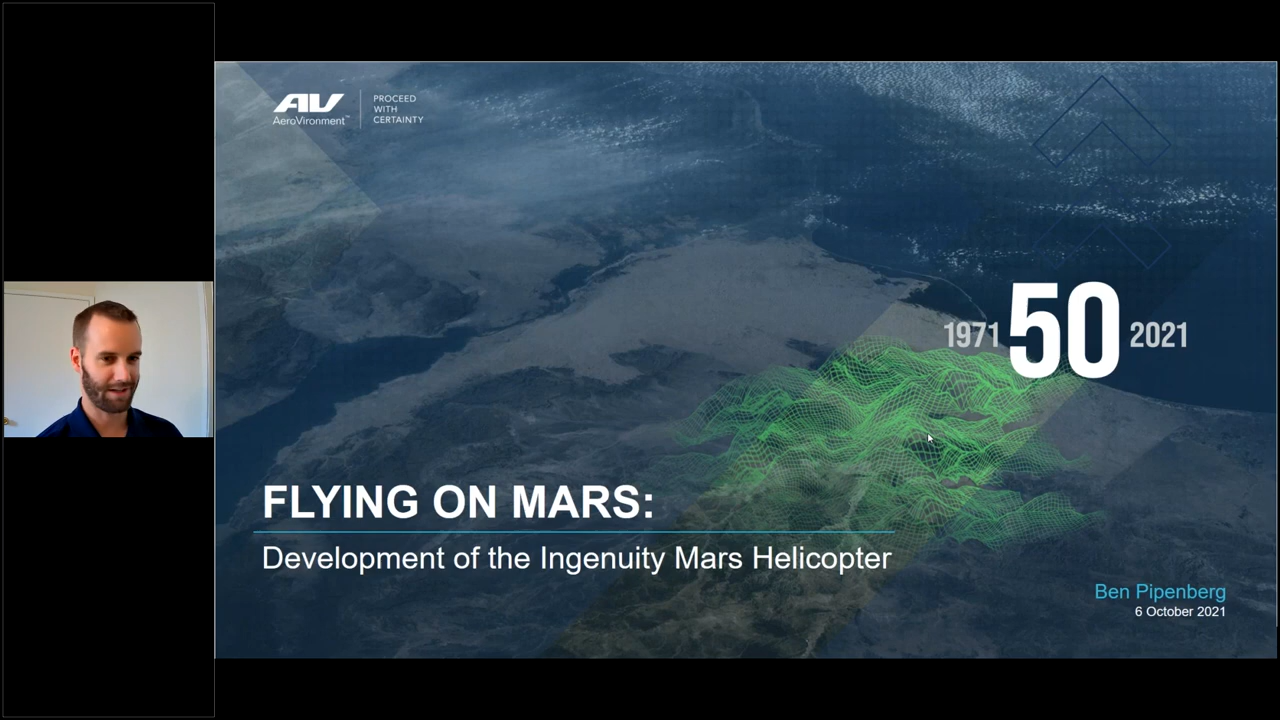 AV
AeroVironment™
PROCEED
WITH
CERTAINTY
1971 50 2021
FLYING ON MARS:
Development of the Ingenuity Mars Helicopter
Ben Pipenberg
6 October 2021